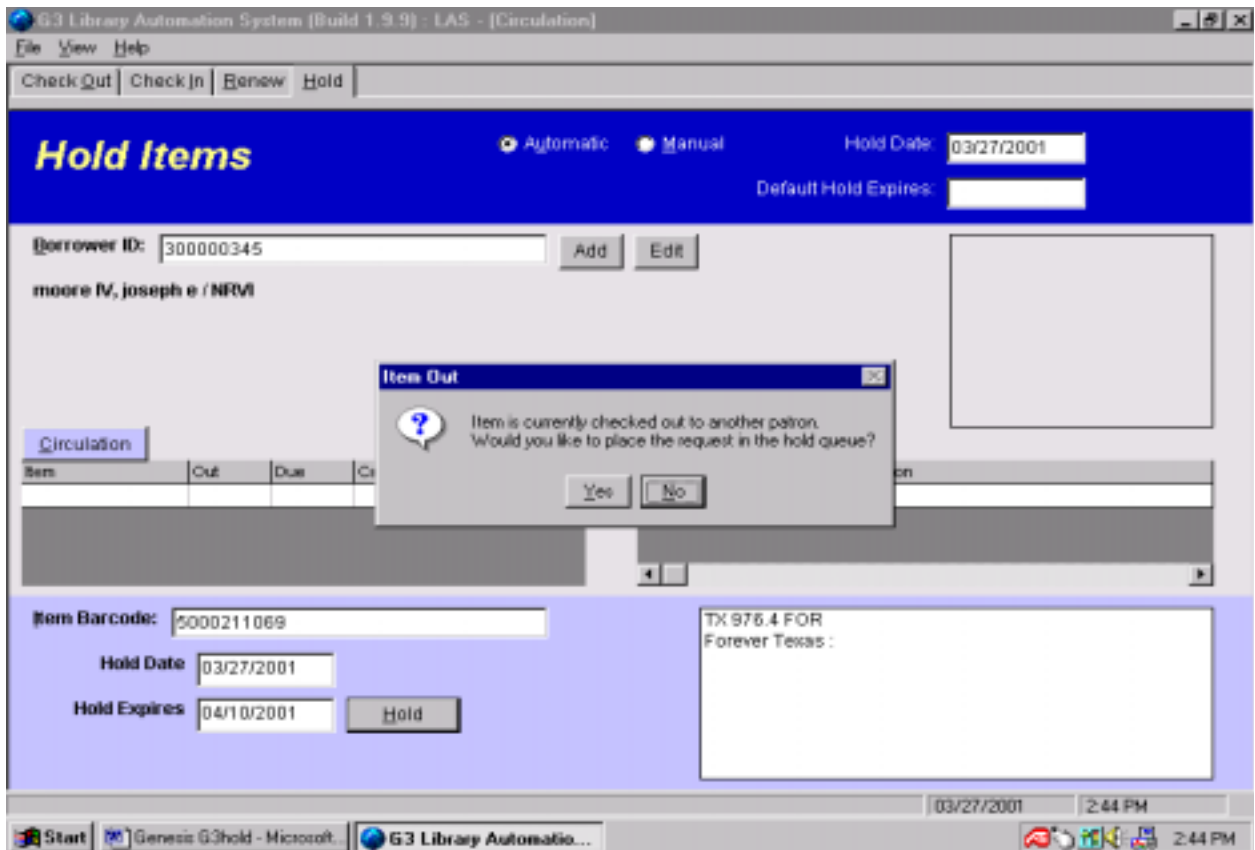 G3 Library Automation System (Build 1.9.9) : LAS - [Circulation]
File View Help
Check Out Check In Renew Hold
Hold Items
Automatic Manual
Hold Date: 03/27/2001
Default Hold Expires:
Borrower ID: 300000345 Add Edit
moore IV, joseph e / NRVI
Item Out
Item is currently checked out to another patron.
Would you like to place the request in the hold queue?
Yes No
Circulation
Item Out Due
Item Barcode: 5000211069
Hold Date 03/27/2001
Hold Expires 04/10/2001 Hold
TX 976.4 FOR
Forever Texas :
03/27/2001 2:44 PM
Start Genesis G3hold - Microsoft... G3 Library Automatio... 2:44 PM